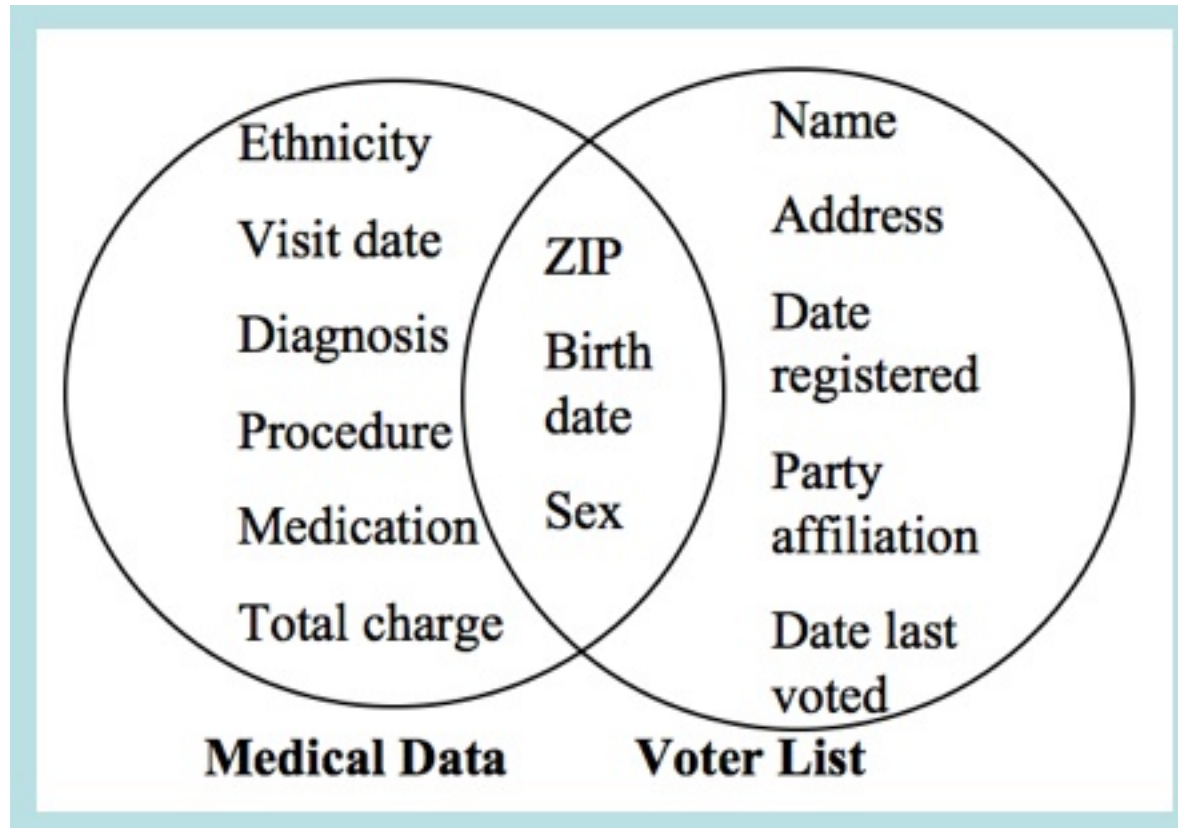 Ethnicity
Visit date
Diagnosis
Procedure
Medication
Total charge
ZIP
Birth
date
Sex
Name
Address
Date
registered
Party
affiliation
Date last
voted
Medical Data
Voter List